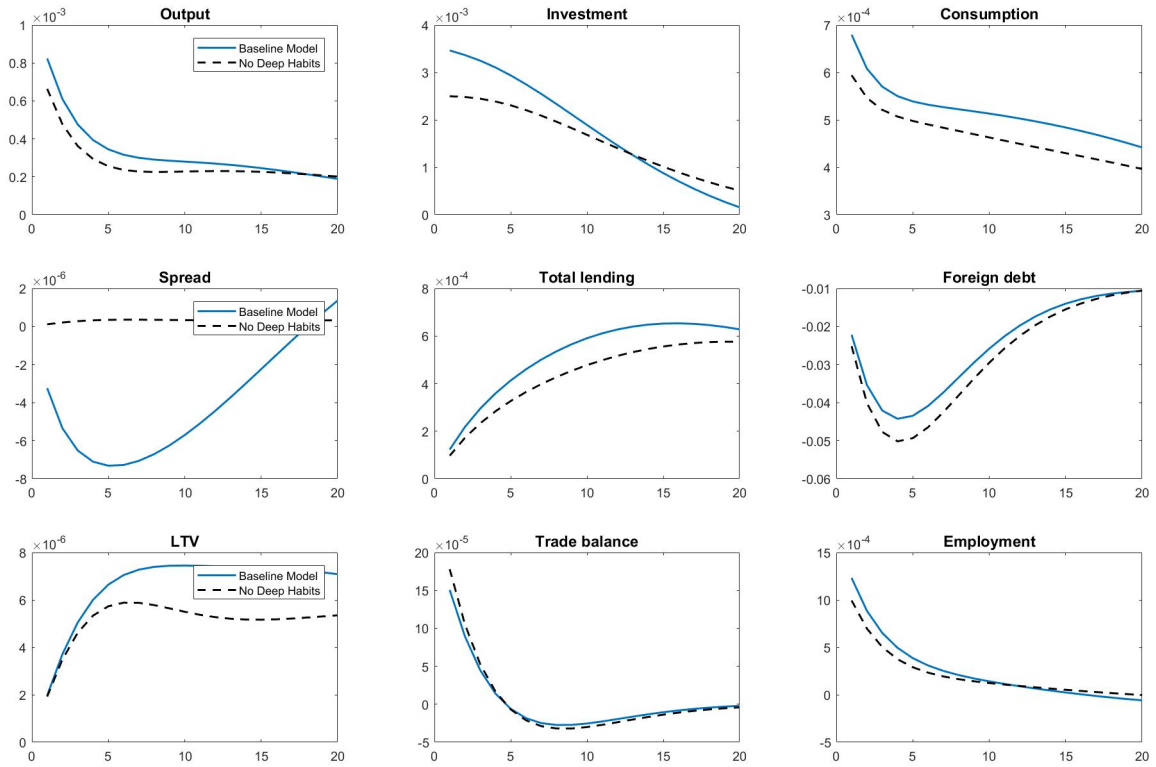 Output
×10⁻³
1
0.8
0.6
0.4
0.2
0
0 5 10 15 20
Baseline Model
No Deep Habits
Investment
×10⁻³
4
3
2
1
0
0 5 10 15 20
Consumption
×10⁻⁴
7
6
5
4
3
0 5 10 15 20
Spread
×10⁻⁶
2
0
-2
-4
-6
-8
0 5 10 15 20
Baseline Model
No Deep Habits
Total lending
×10⁻⁴
8
6
4
2
0
0 5 10 15 20
Foreign debt
-0.01
-0.02
-0.03
-0.04
-0.05
-0.06
0 5 10 15 20
LTV
×10⁻⁶
8
6
4
2
0
0 5 10 15 20
Baseline Model
No Deep Habits
Trade balance
×10⁻⁵
20
15
10
5
0
-5
0 5 10 15 20
Employment
×10⁻⁴
15
10
5
0
-5
0 5 10 15 20